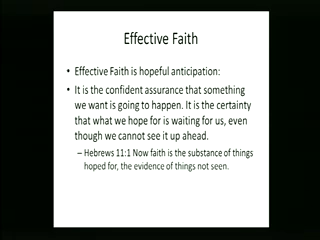 Effective Faith
• Effective Faith is hopeful anticipation:
• It is the confident assurance that something
we want is going to happen. It is the certainty
that what we hope for is waiting for us, even
though we cannot see it up ahead.
– Hebrews 11:1 Now faith is the substance of things
hoped for, the evidence of things not seen.